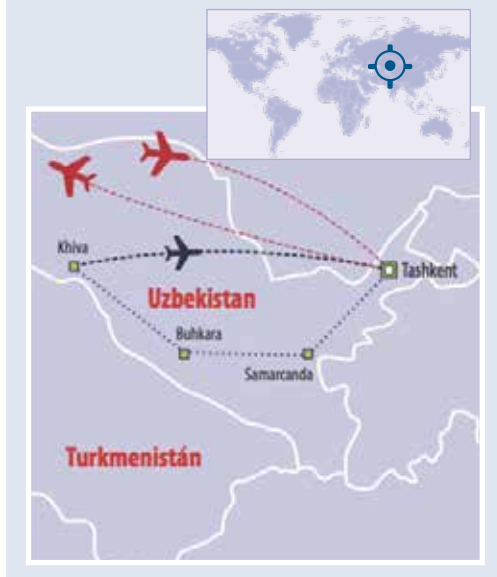 Khiva
Tashkent
Uzbekistan
Buhkara
Samarcanda
Turkmenistán